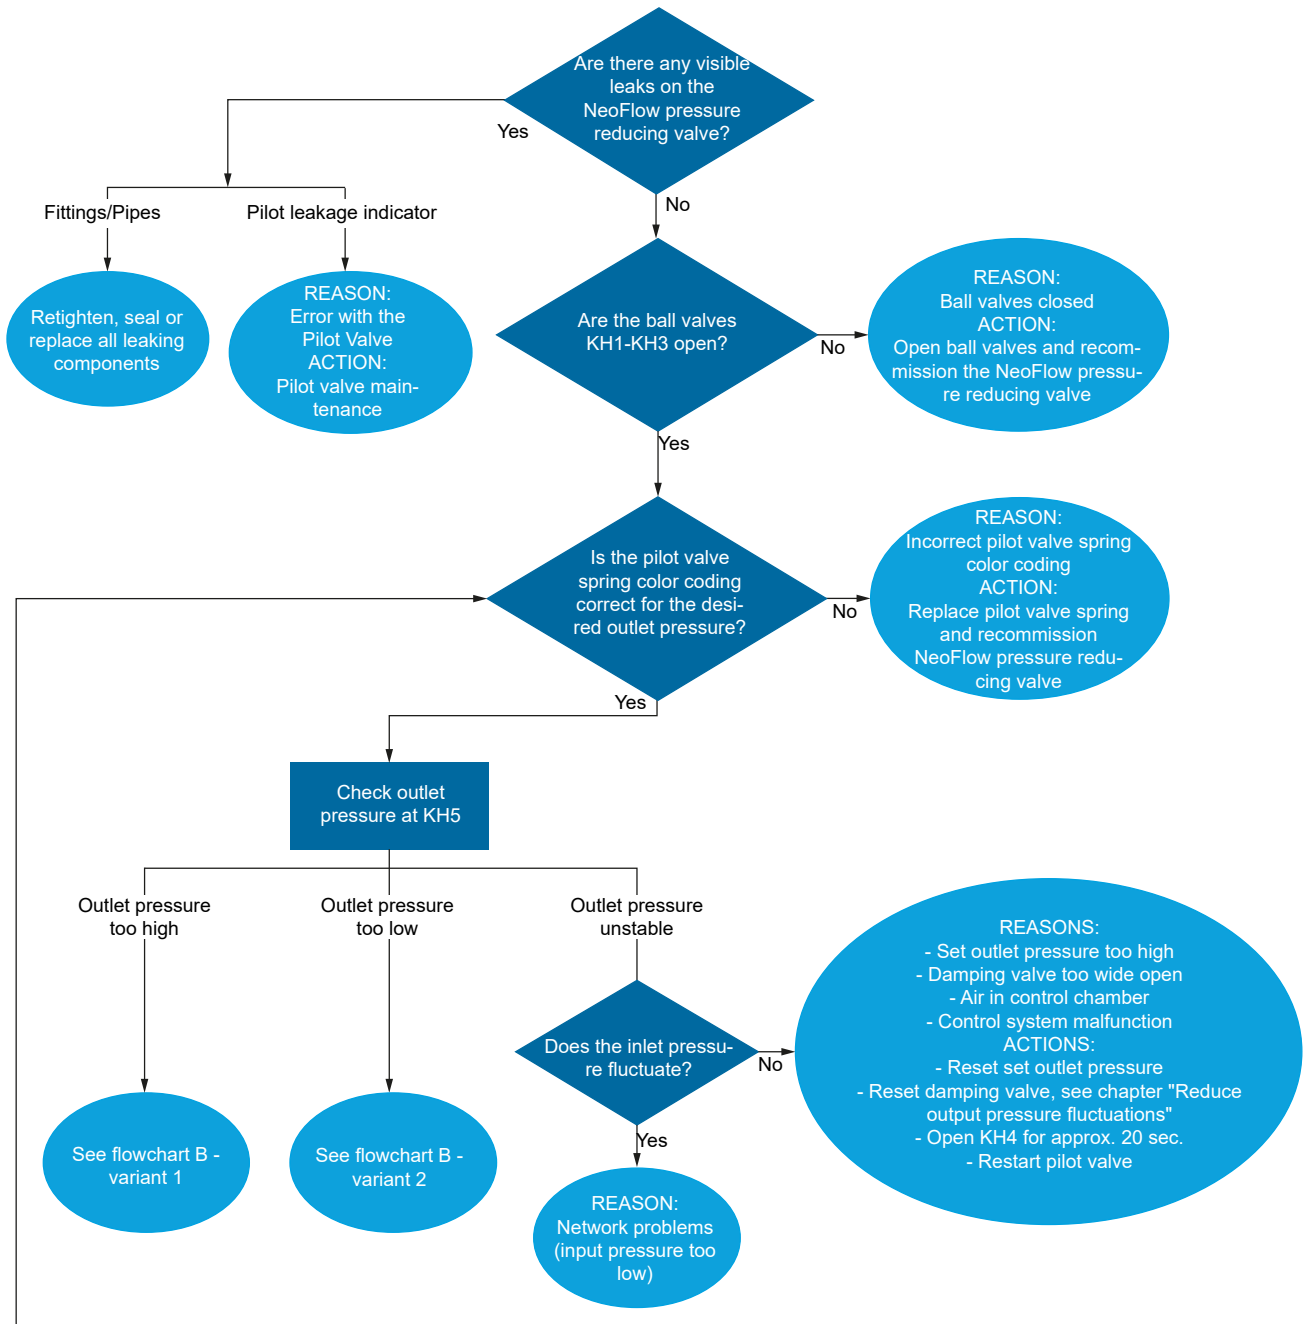 Are there any visible
leaks on the
NeoFlow pressure
reducing valve?
Yes
No
Fittings/Pipes
Pilot leakage indicator
Retighten, seal or
replace all leaking
components
REASON:
Error with the
Pilot Valve
ACTION:
Pilot valve main-
tenance
Are the ball valves
KH1-KH3 open?
No
Yes
REASON:
Ball valves closed
ACTION:
Open ball valves and recom-
mission the NeoFlow pressu-
re reducing valve
Is the pilot valve
spring color coding
correct for the desi-
red outlet pressure?
No
Yes
REASON:
Incorrect pilot valve spring
color coding
ACTION:
Replace pilot valve spring
and recommission
NeoFlow pressure redu-
cing valve
Check outlet
pressure at KH5
Outlet pressure
too high
Outlet pressure
too low
Outlet pressure
unstable
See flowchart B -
variant 1
See flowchart B -
variant 2
Does the inlet pressu-
re fluctuate?
No
Yes
REASON:
Network problems
(input pressure too
low)
REASONS:
- Set outlet pressure too high
- Damping valve too wide open
- Air in control chamber
- Control system malfunction
ACTIONS:
- Reset set outlet pressure
- Reset damping valve, see chapter "Reduce
output pressure fluctuations"
- Open KH4 for approx. 20 sec.
- Restart pilot valve